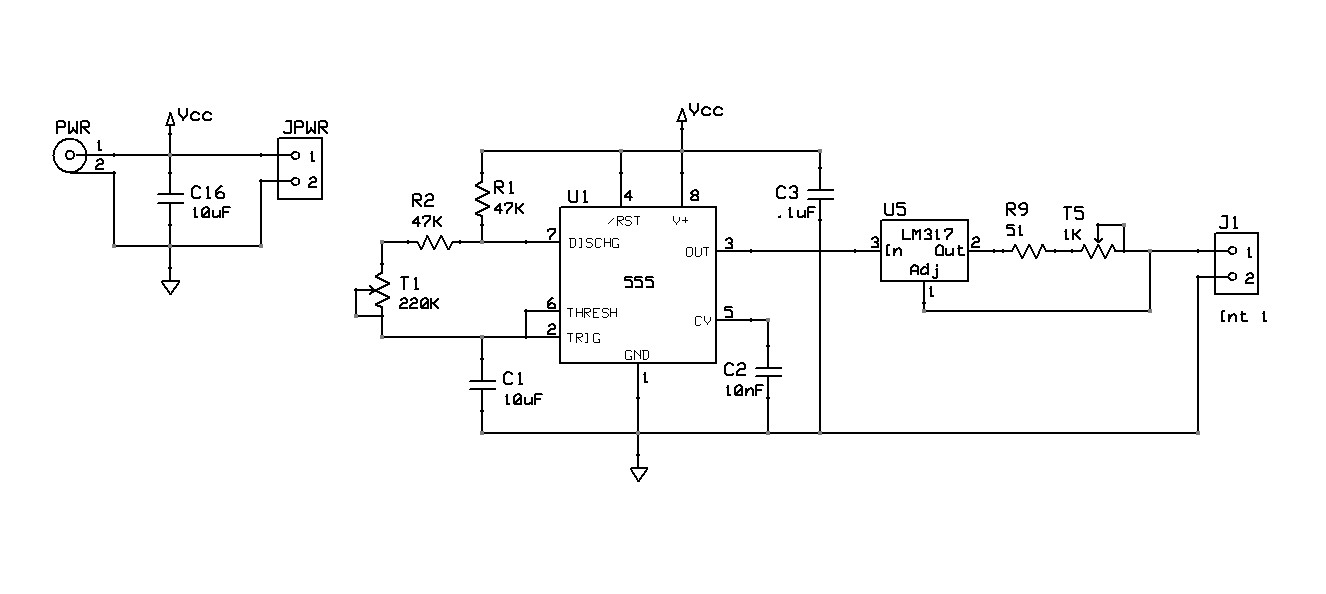 Vcc
PWR
1
2
JPWR
1
2
C16
10uF
Vcc
R2
47K
R1
47K
U1
4
8
/RST
V+
7
DISCHG
OUT
3
555
T1
220K
6
THRESH
2
TRIG
CV
5
GND
1
C1
10uF
C2
10nF
C3
.1uF
U5
LM317
3
In
Out
2
Adj
1
R9
51
T5
1K
J1
1
2
Int 1